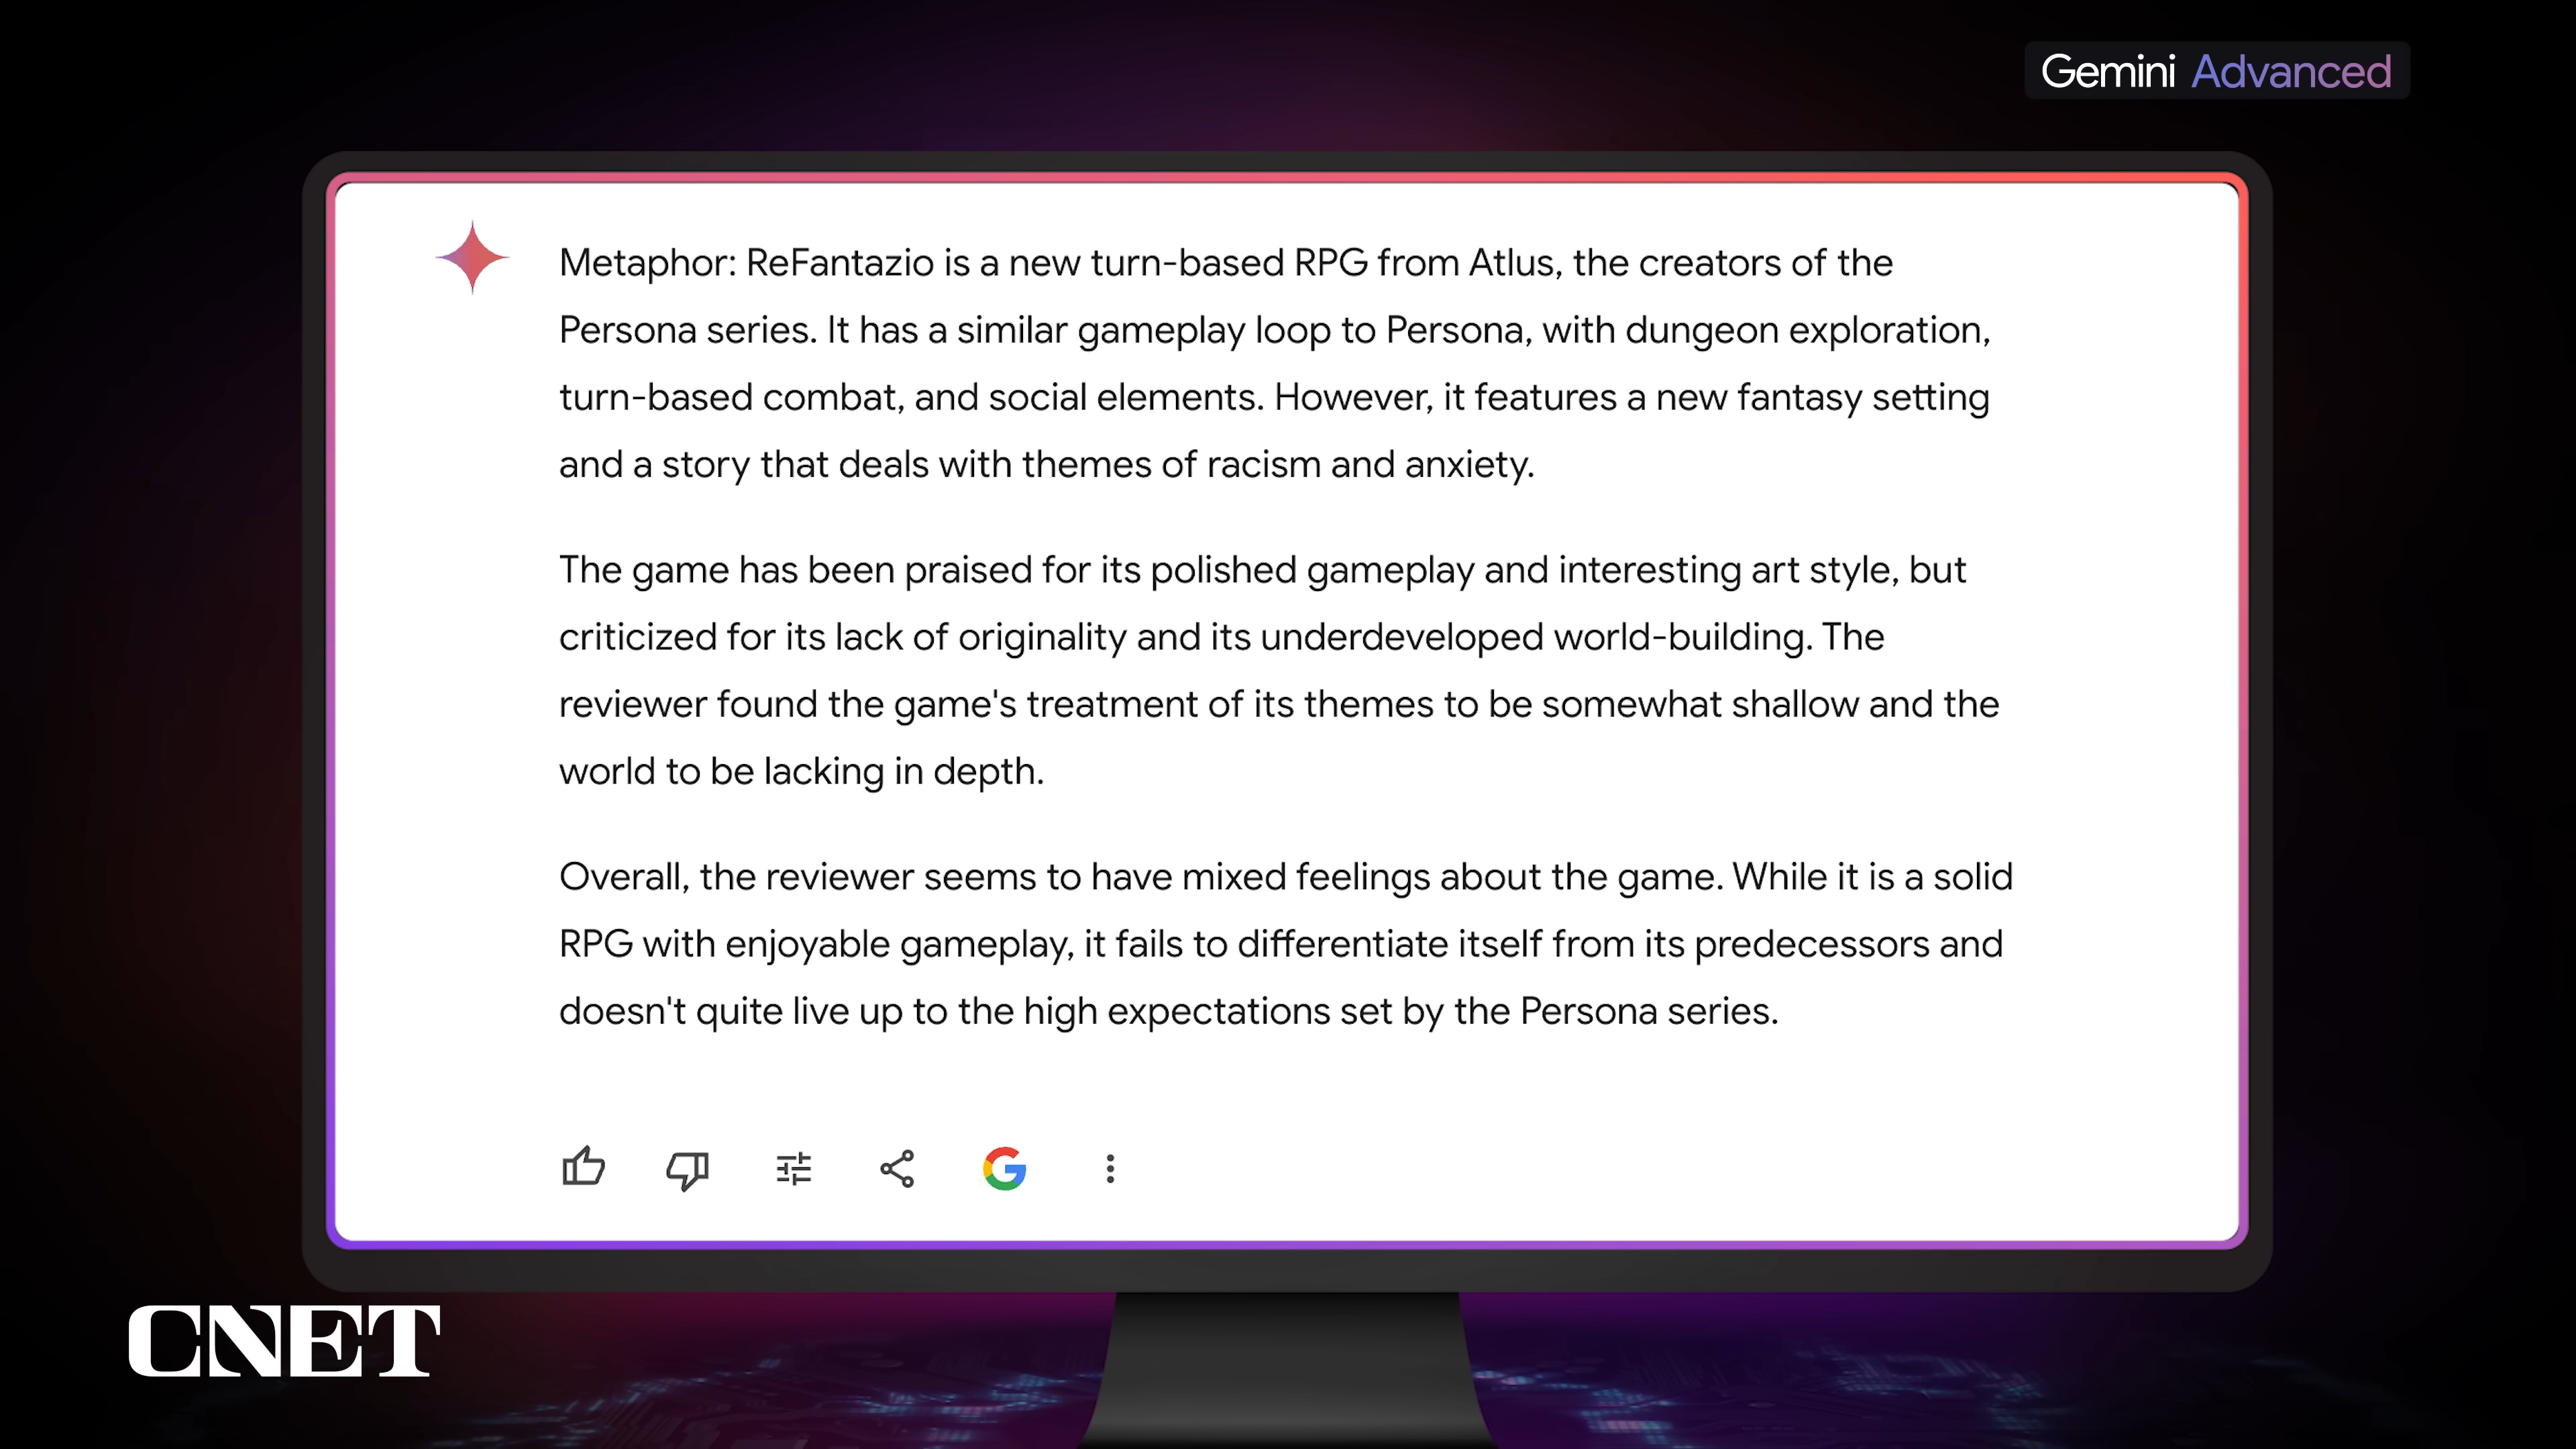 Gemini Advanced
Metaphor: ReFantazio is a new turn-based RPG from Atlus, the creators of the
Persona series. It has a similar gameplay loop to Persona, with dungeon exploration,
turn-based combat, and social elements. However, it features a new fantasy setting
and a story that deals with themes of racism and anxiety.
The game has been praised for its polished gameplay and interesting art style, but
criticized for its lack of originality and its underdeveloped world-building. The
reviewer found the game's treatment of its themes to be somewhat shallow and the
world to be lacking in depth.
Overall, the reviewer seems to have mixed feelings about the game. While it is a solid
RPG with enjoyable gameplay, it fails to differentiate itself from its predecessors and
doesn't quite live up to the high expectations set by the Persona series.
G
CNET